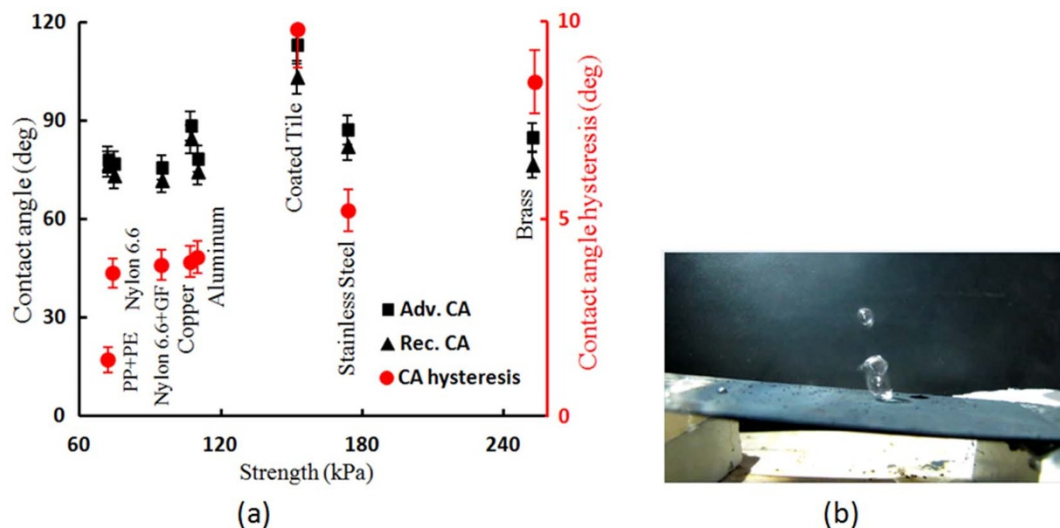 120
90
60
30
0
Contact angle (deg)
10
5
0
Contact angle hysteresis (deg)
60
120
180
240
Strength (kPa)
PP+PE
Nylon 6.6
Nylon 6.6+GF
Copper
Aluminum
Coated Tile
Stainless Steel
Brass
Adv. CA
Rec. CA
CA hysteresis
(a)
(b)